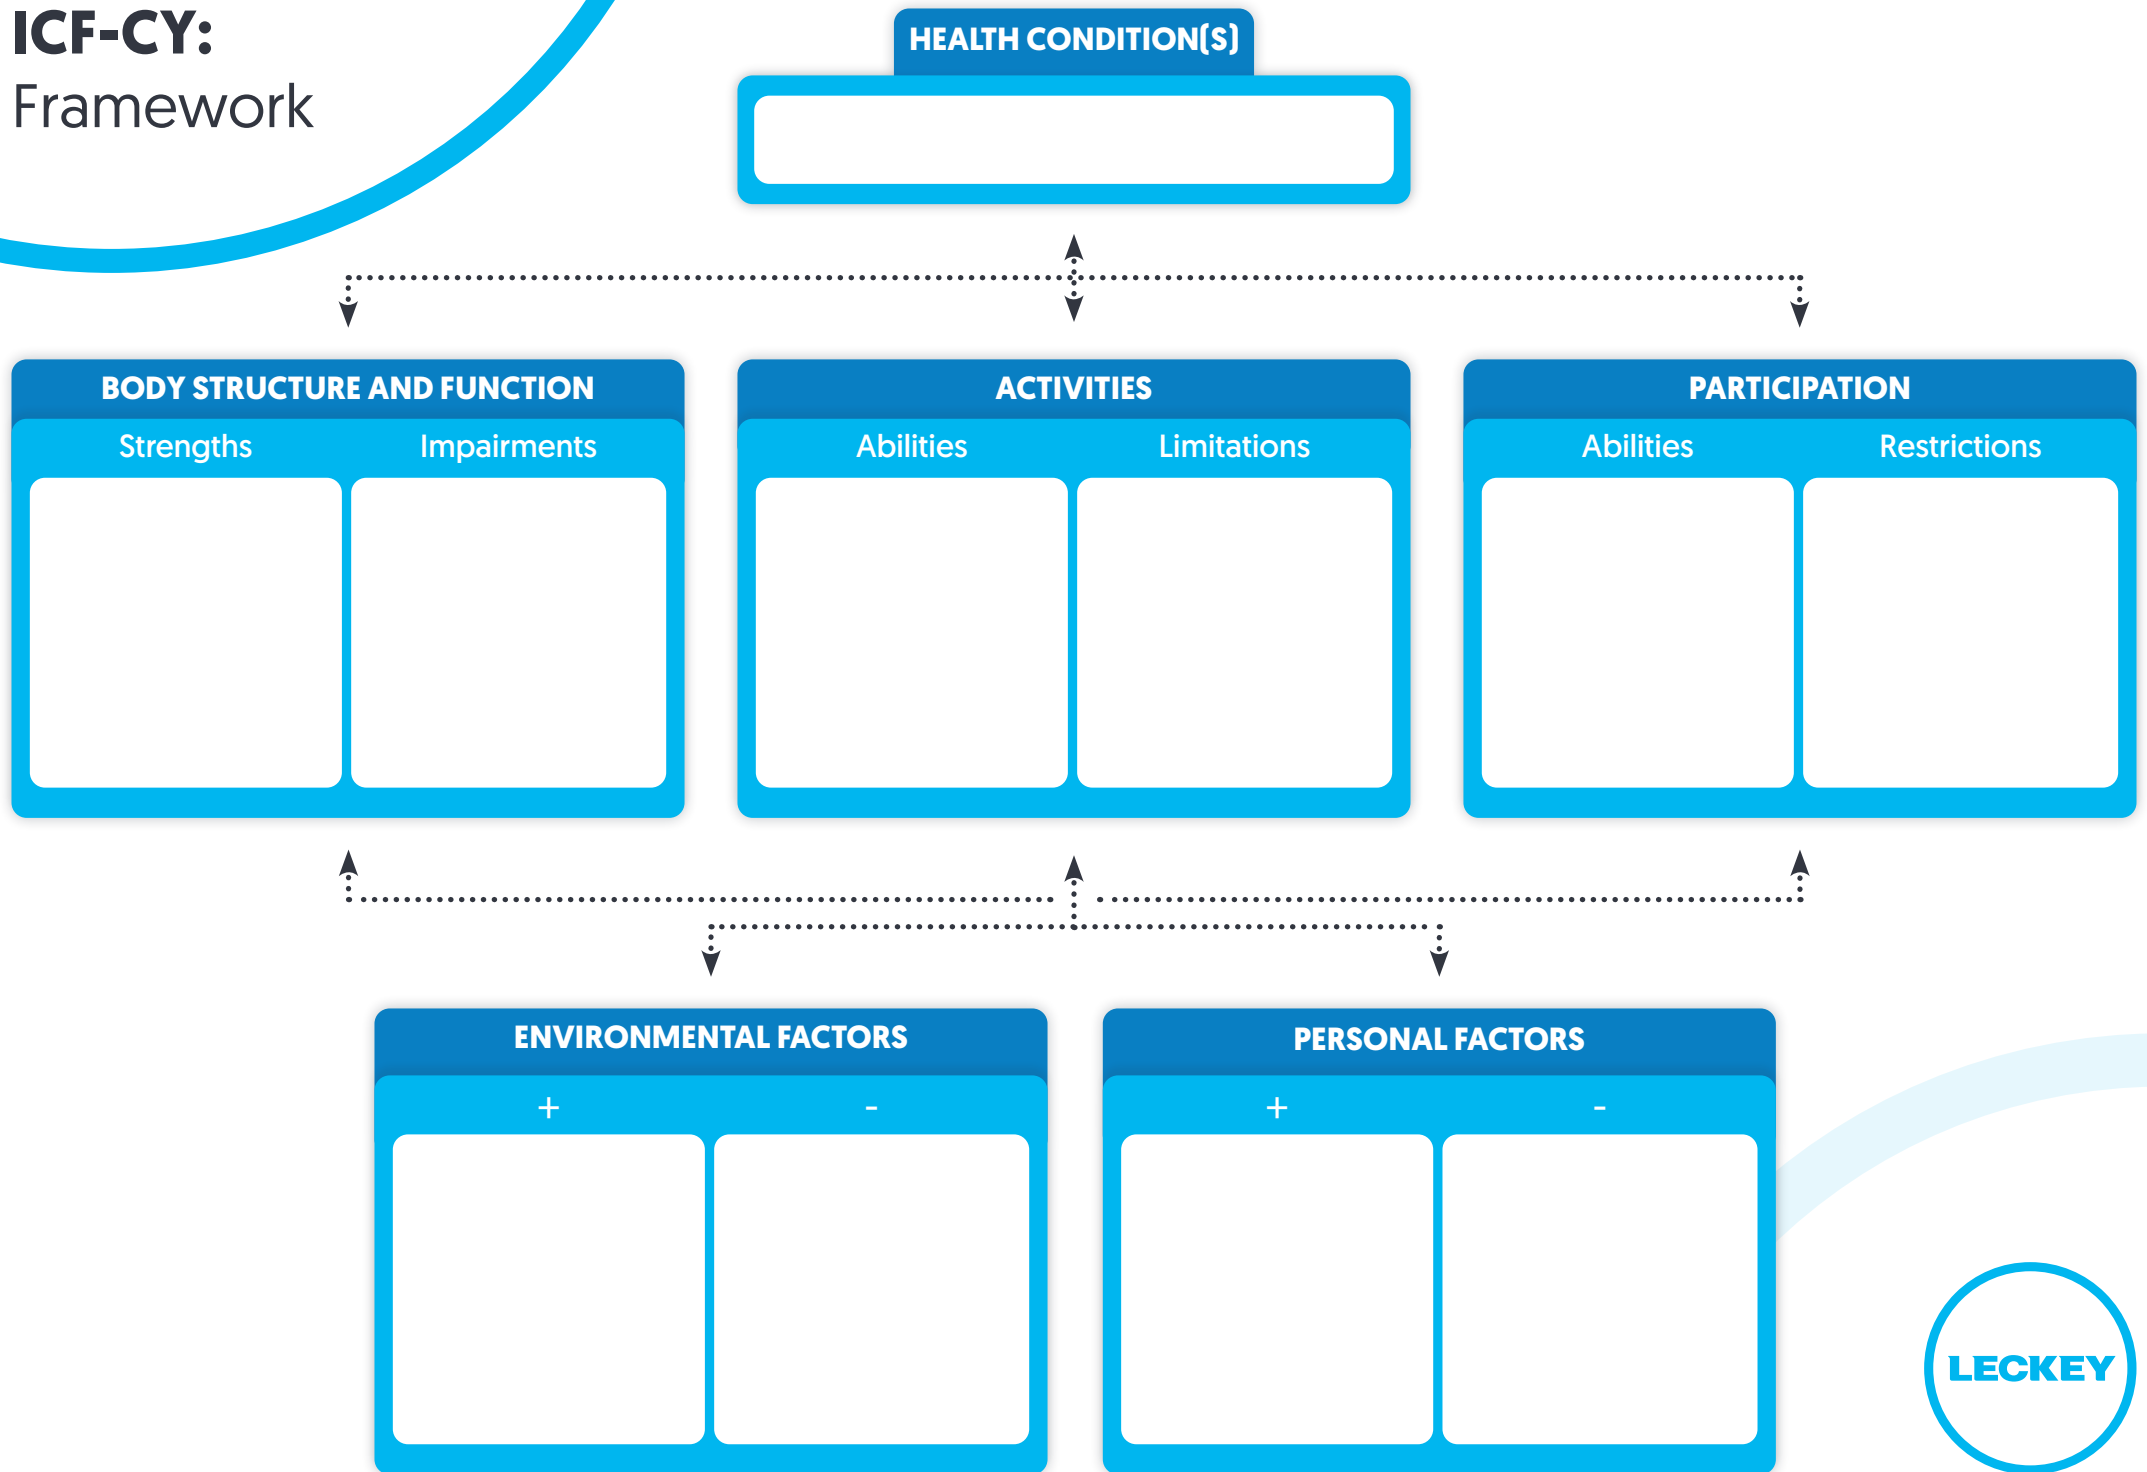 ICF-CY:
Framework
HEALTH CONDITION(S)
BODY STRUCTURE AND FUNCTION
Strengths
Impairments
ACTIVITIES
Abilities
Limitations
PARTICIPATION
Abilities
Restrictions
ENVIRONMENTAL FACTORS
+
-
PERSONAL FACTORS
+
-
LECKEY